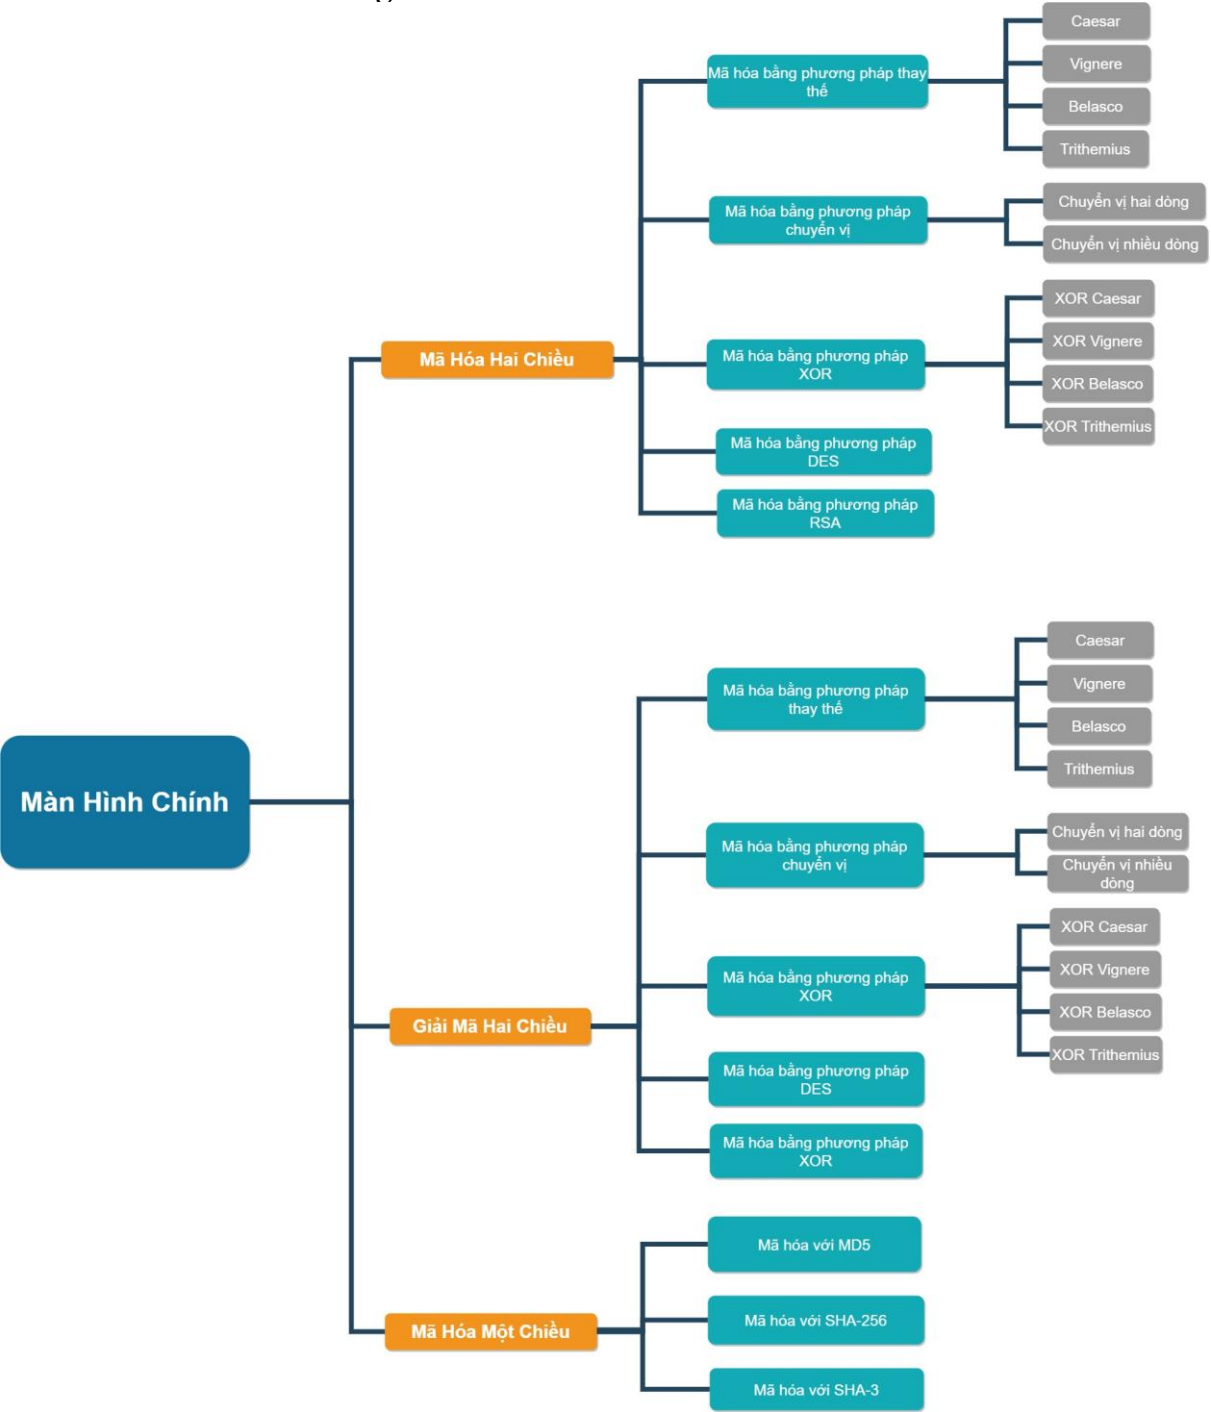 Caesar
Vignere
Mã hóa bằng phương pháp thay
thế
Belasco
Trithemius
Mã hóa bằng phương pháp
chuyển vị
Chuyển vị hai dòng
Chuyển vị nhiều dòng
XOR Caesar
Mã Hóa Hai Chiều
Mã hóa bằng phương pháp
XOR
XOR Vignere
XOR Belasco
XOR Trithemius
Mã hóa bằng phương pháp
DES
Mã hóa bằng phương pháp
RSA
Caesar
Mã hóa bằng phương pháp
thay thế
Vignere
Belasco
Trithemius
Màn Hình Chính
Mã hóa bằng phương pháp
chuyển vị
Chuyển vị hai dòng
Chuyển vị nhiều
dòng
XOR Caesar
Mã hóa bằng phương pháp
XOR
XOR Vignere
XOR Belasco
Giải Mã Hai Chiều
XOR Trithemius
Mã hóa bằng phương pháp
DES
Mã hóa bằng phương pháp
XOR
Mã hóa với MD5
Mã Hóa Một Chiều
Mã hóa với SHA-256
Mã hóa với SHA-3